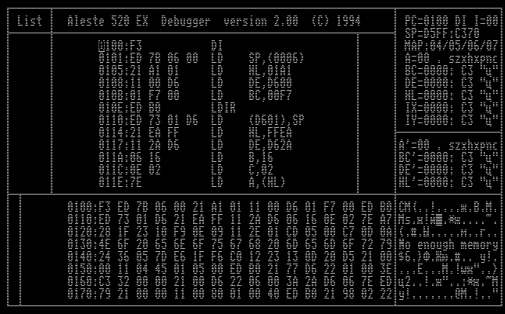 List Aleste 520 EX Debugger version 2.00 (C) 1994 PC=0100 DI I=00
SP=D5FF:C370
MAP:04/05/06/07
0100:F3 DI A=00 . szxhxpnc
0101:ED 7B 06 00 LD SP,(0006) BC=0000: C3 "ц"
0105:21 A1 01 LD HL,01A1 DE=0000: C3 "ц"
0108:11 00 D6 LD DE,D600 HL=0000: C3 "ц"
010B:01 F7 00 LD BC,00F7 IX=0000: C3 "ц"
010E:ED B0 LDIR IY=0000: C3 "ц"
0110:ED 73 01 D6 LD (D601),SP
0114:21 EA FF LD HL,FFEA
0117:11 2A D6 LD DE,D62A A'=00 . szxhxpnc
011A:06 16 LD B,16 BC'=0000: C3 "ц"
011C:0E 02 LD C,02 DE'=0000: C3 "ц"
011E:7E LD A,(HL) HL'=0000: C3 "ц"
0100:F3 ED 7B 06 00 21 A1 01 11 00 D6 01 F7 00 ED B0
0110:ED 73 01 D6 21 EA FF 11 2A D6 06 16 0E 02 7E A7
0120:28 1F 23 10 F9 0E 09 11 2E 01 CD 05 00 C7 0D 0A
0130:4E 6F 20 65 6E 6F 75 67 68 20 6D 65 6D 6F 72 79 No enough memory
0140:24 36 05 7D E6 1F F6 C0 12 23 13 0D 20 D5 21 00
0150:00 11 04 45 01 05 00 ED B0 21 77 D6 22 01 00 3E
0160:C3 32 00 00 21 00 D6 22 06 00 3A 2A D6 06 7E ED
0170:79 21 00 00 11 00 80 01 00 40 ED B0 21 98 02 22